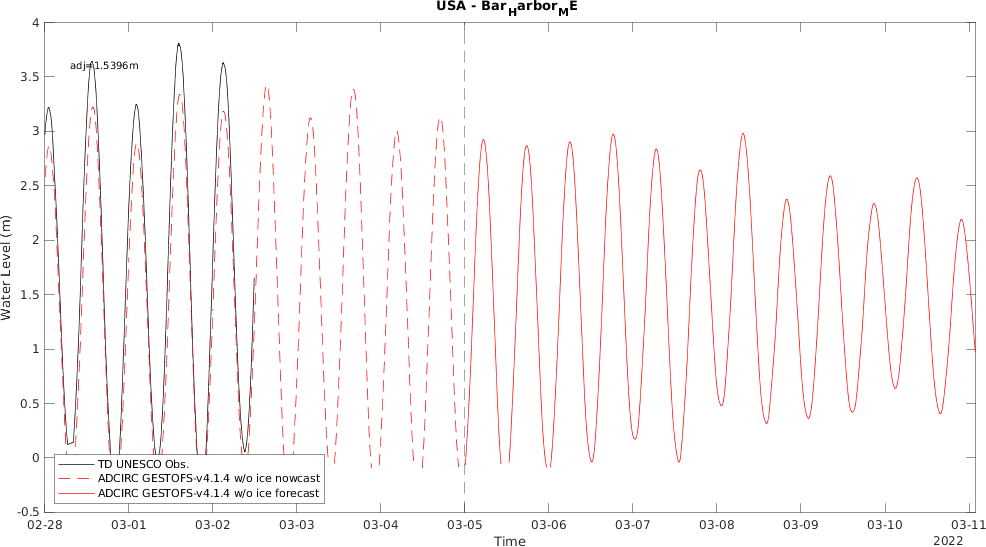 USA - BarHarborME
4
adj=1.5396m
3.5
3
2.5
2
1.5
1
0.5
0
-0.5
Water Level (m)
TD UNESCO Obs.
ADCIRC GESTOFS-v4.1.4 w/o ice nowcast
ADCIRC GESTOFS-v4.1.4 w/o ice forecast
02-28 03-01 03-02 03-03 03-04 03-05 03-06 03-07 03-08 03-09 03-10 03-11
Time
2022